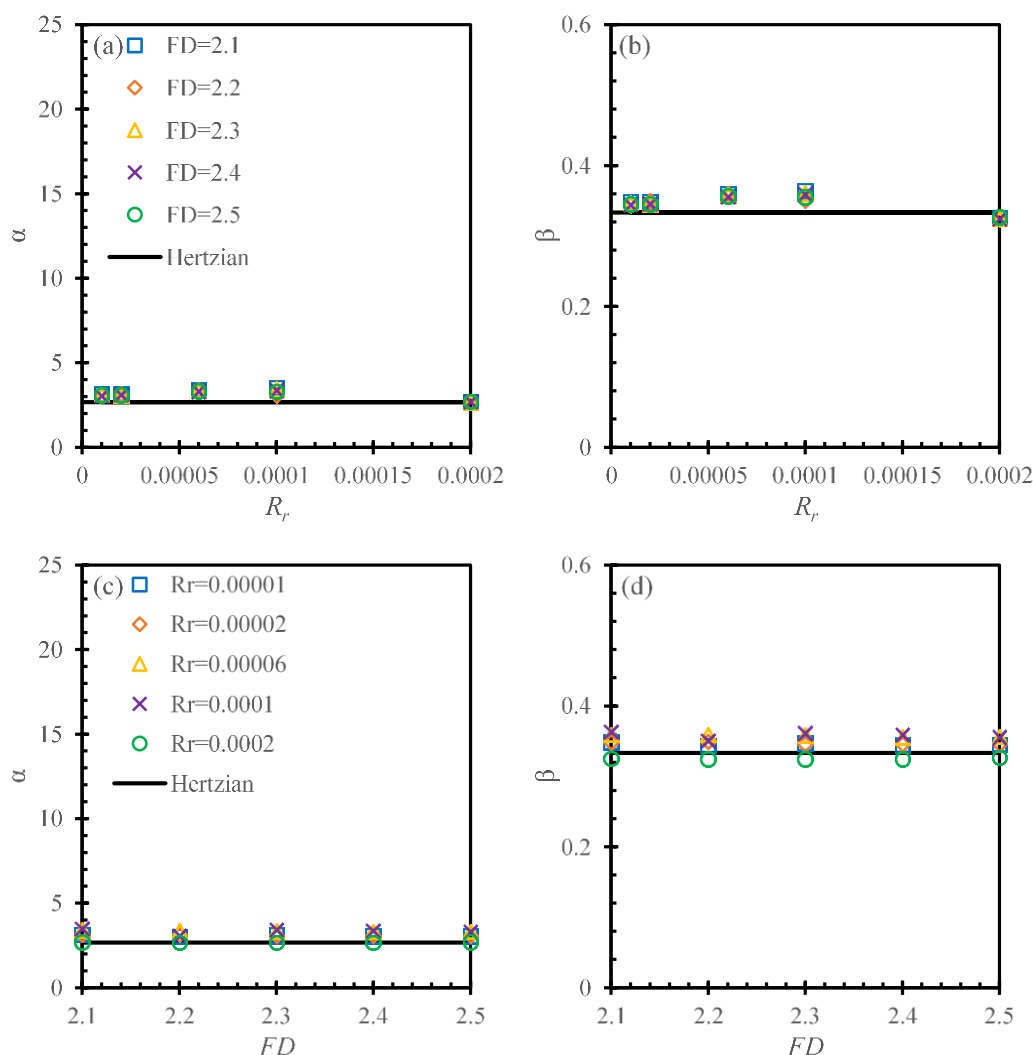 (a)
FD=2.1
FD=2.2
FD=2.3
FD=2.4
FD=2.5
Hertzian
25
20
15
10
5
0
α
0 0.00005 0.0001 0.00015 0.0002
Rr
(b)
0.6
0.4
0.2
0
β
0 0.00005 0.0001 0.00015 0.0002
Rr
(c)
Rr=0.00001
Rr=0.00002
Rr=0.00006
Rr=0.0001
Rr=0.0002
Hertzian
25
20
15
10
5
0
α
2.1 2.2 2.3 2.4 2.5
FD
(d)
0.6
0.4
0.2
0
β
2.1 2.2 2.3 2.4 2.5
FD